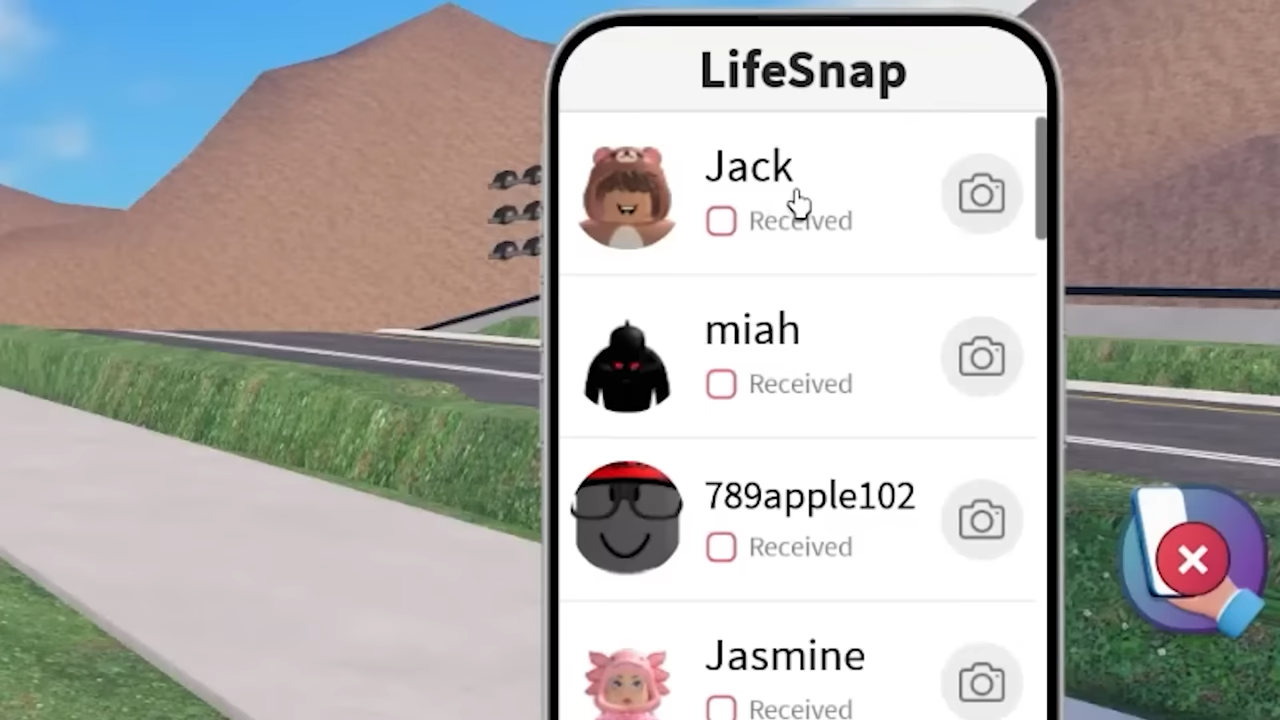 LifeSnap
Jack
Received
miah
Received
789apple102
Received
Jasmine
Received